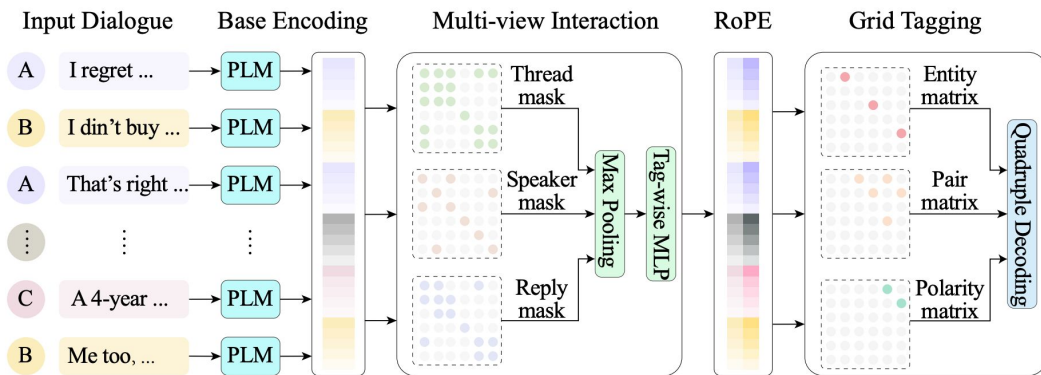 Input Dialogue
Base Encoding
Multi-view Interaction
RoPE
Grid Tagging
A
I regret ...
PLM
B
I din't buy ...
PLM
A
That's right ...
PLM
C
A 4-year ...
PLM
B
Me too, ...
PLM
Thread
mask
Speaker
mask
Reply
mask
Max Pooling
Tag-wise MLP
Entity
matrix
Pair
matrix
Polarity
matrix
Quadruple Decoding